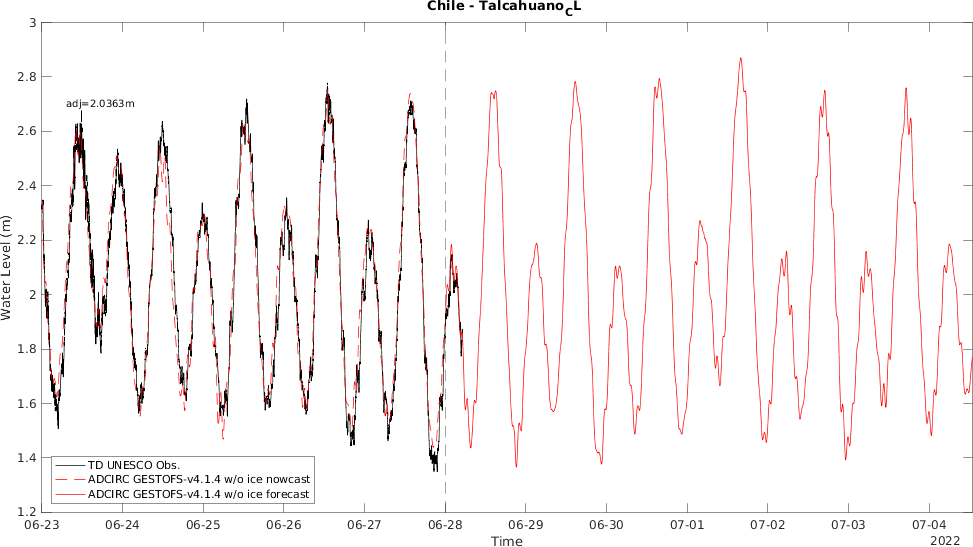 Chile - Talcahuano_CL
3
2.8
adj=2.0363m
2.6
2.4
2.2
Water Level (m)
2
1.8
1.6
1.4
1.2
TD UNESCO Obs.
ADCIRC GESTOFS-v4.1.4 w/o ice nowcast
ADCIRC GESTOFS-v4.1.4 w/o ice forecast
06-23 06-24 06-25 06-26 06-27 06-28 06-29 06-30 07-01 07-02 07-03 07-04
Time
2022